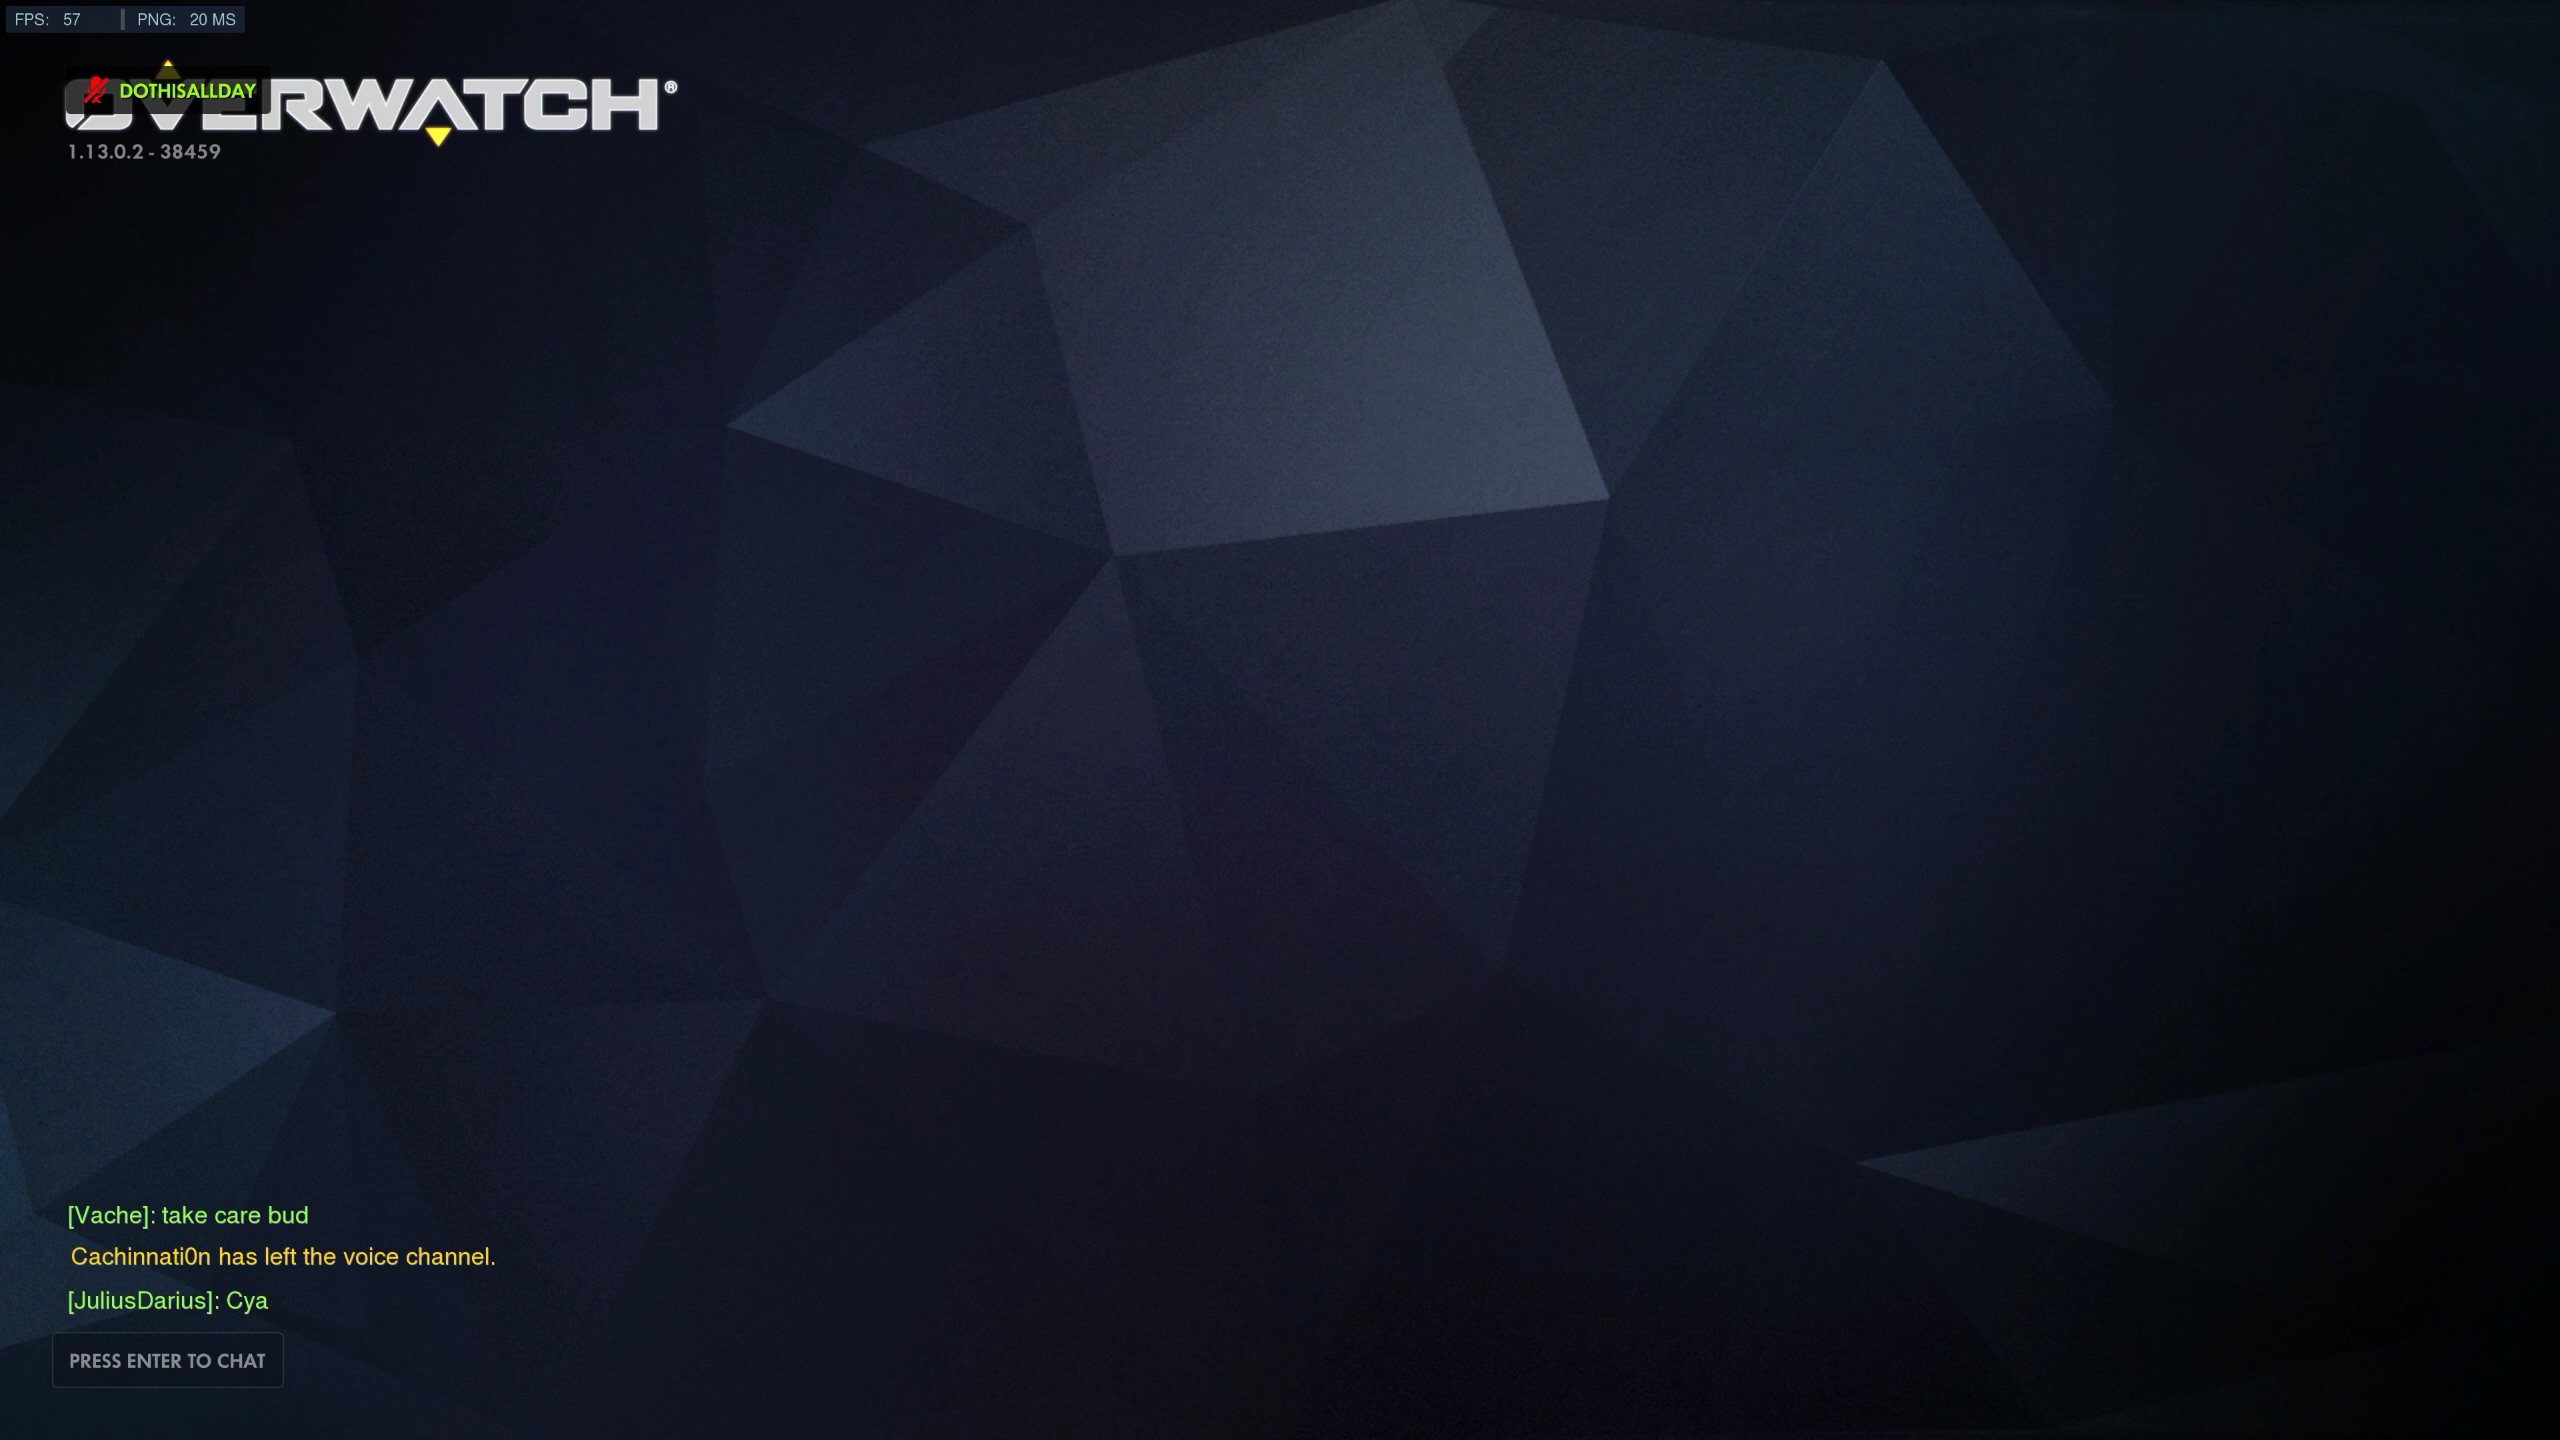 FPS: 57 | PNG: 20 MS
DOTHISALLDAY
OVERWATCH®
1.13.0.2 - 38459
[Vache]: take care bud
Cachinnati0n has left the voice channel.
[JuliusDarius]: Cya
PRESS ENTER TO CHAT